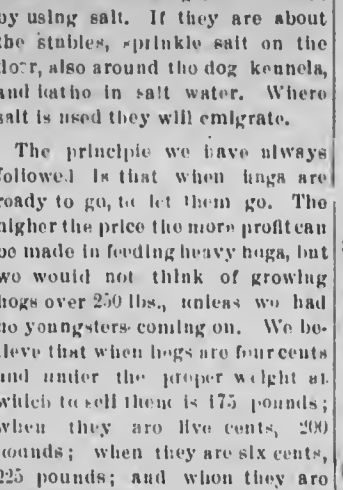 by using salt. If they are about
the stables, sprinkle salt on the
floor, also around the dog kennels,
and bathe in salt water. Where
salt is used they will emigrate.
The principle we have always
followed is that when hogs are
ready to go, to let them go. The
higher the price the more profit can
be made in feeding heavy hogs, but
we would not think of growing
hogs over 250 lbs., unless we had
no youngsters coming on. We be-
lieve that when hogs are four cents
and under the proper weight at
which to sell them is 175 pounds;
when they are five cents, 200
pounds; when they are six cents,
225 pounds; and when they are